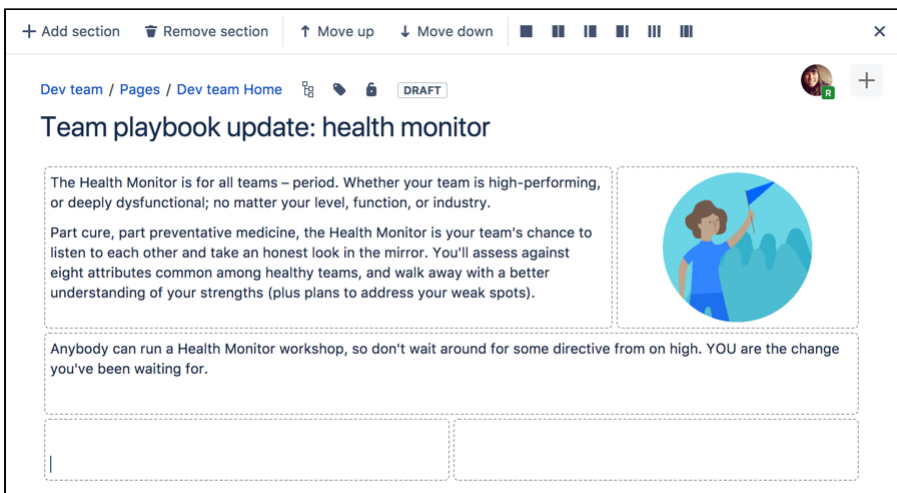 Add section Remove section Move up Move down
Dev team / Pages / Dev team Home DRAFT
R
Team playbook update: health monitor
The Health Monitor is for all teams – period. Whether your team is high-performing,
or deeply dysfunctional; no matter your level, function, or industry.
Part cure, part preventative medicine, the Health Monitor is your team's chance to
listen to each other and take an honest look in the mirror. You'll assess against
eight attributes common among healthy teams, and walk away with a better
understanding of your strengths (plus plans to address your weak spots).
Anybody can run a Health Monitor workshop, so don't wait around for some directive from on high. YOU are the change
you've been waiting for.